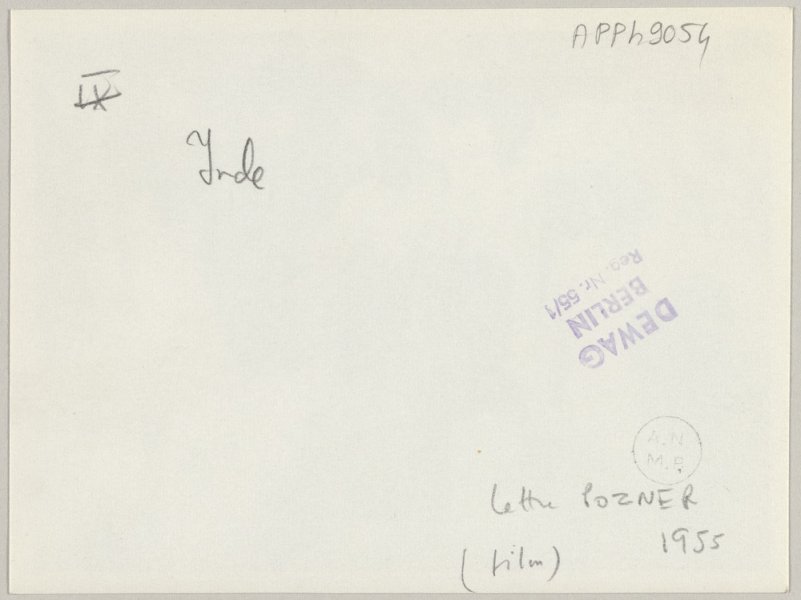 APPh9054
IX
Inde
DEWAG
BERLIN
Reg. Nr. 55/1
A.N
M.P.
lettre POZNER
1955
(film)